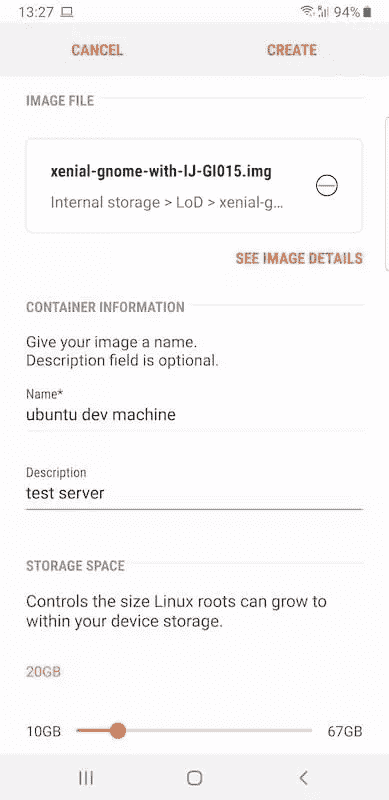 13:27 94%
CANCEL CREATE
IMAGE FILE
xenial-gnome-with-IJ-GI015.img
Internal storage > LoD > xenial-g...
SEE IMAGE DETAILS
CONTAINER INFORMATION
Give your image a name.
Description field is optional.
Name*
ubuntu dev machine
Description
test server
STORAGE SPACE
Controls the size Linux roots can grow to
within your device storage.
20GB
10GB 67GB